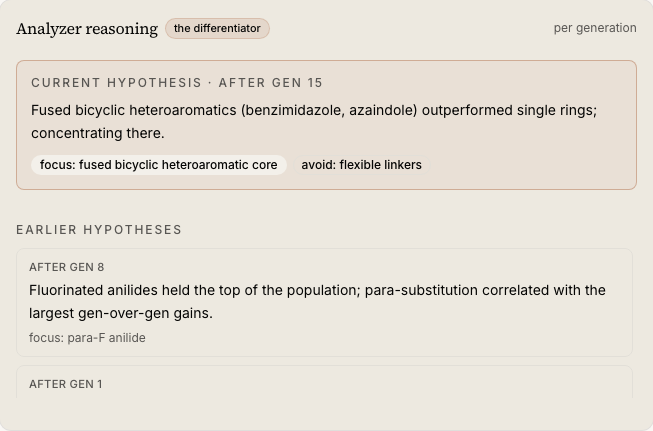 Analyzer reasoning
the differentiator
per generation
CURRENT HYPOTHESIS · AFTER GEN 15
Fused bicyclic heteroaromatics (benzimidazole, azaindole) outperformed single rings;
concentrating there.
focus: fused bicyclic heteroaromatic core
avoid: flexible linkers
EARLIER HYPOTHESES
AFTER GEN 8
Fluorinated anilides held the top of the population; para-substitution correlated with the
largest gen-over-gen gains.
focus: para-F anilide
AFTER GEN 1